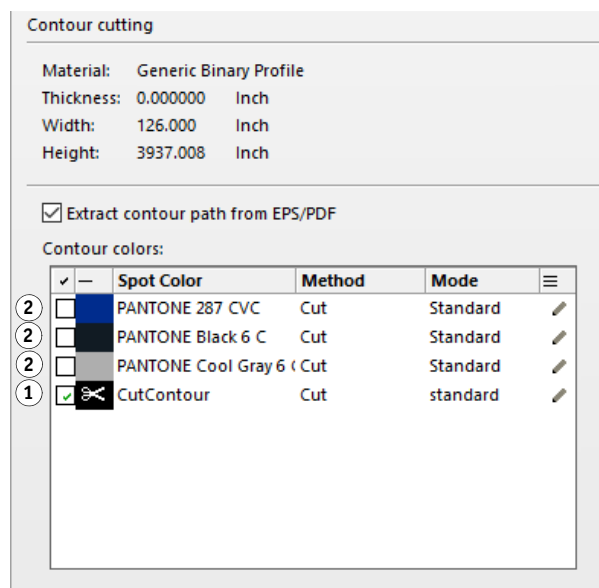 Contour cutting
Material: Generic Binary Profile
Thickness: 0.000000 Inch
Width: 126.000 Inch
Height: 3937.008 Inch
Extract contour path from EPS/PDF
Contour colors:
Spot Color Method Mode
2 PANTONE 287 CVC Cut Standard
2 PANTONE Black 6 C Cut Standard
2 PANTONE Cool Gray 6 Cut Standard
1 CutContour Cut standard